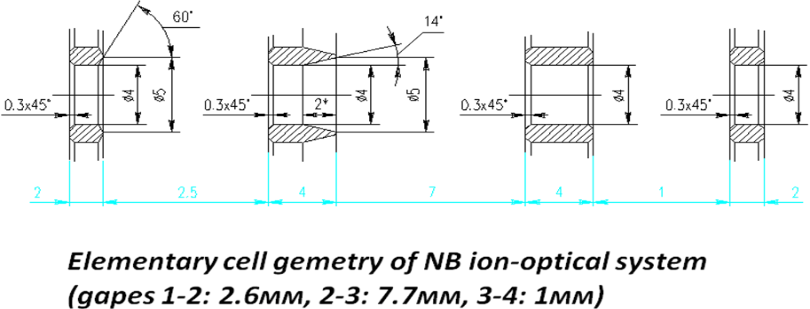 60° 14°
0.3x45° ø4 ø5 0.3x45° 2* ø4 ø5 0.3x45° ø4 0.3x45° ø4
2 2.5 4 7 4 1 2
Elementary cell gemetry of NB ion-optical system
(gapes 1-2: 2.6мм, 2-3: 7.7мм, 3-4: 1мм)